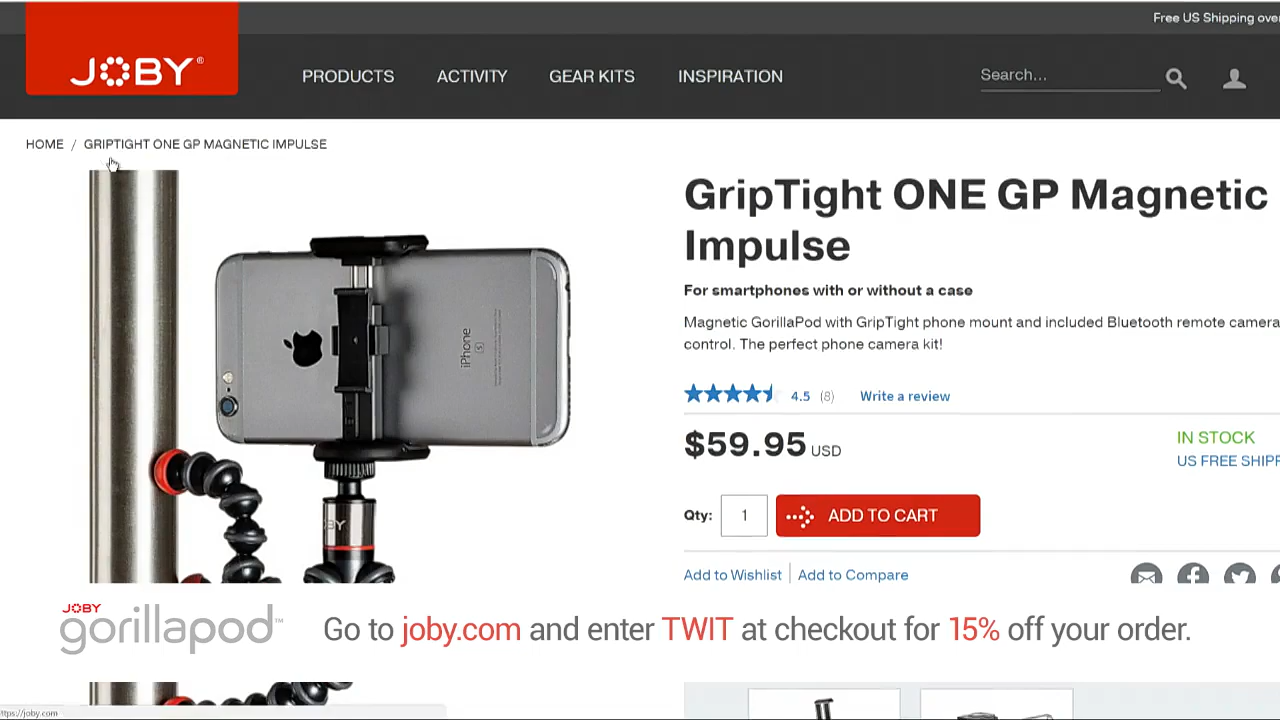 Free US Shipping over
JOBY®
PRODUCTS
ACTIVITY
GEAR KITS
INSPIRATION
Search...
HOME / GRIPTIGHT ONE GP MAGNETIC IMPULSE
GripTight ONE GP Magnetic
Impulse
For smartphones with or without a case
Magnetic GorillaPod with GripTight phone mount and included Bluetooth remote camera
control. The perfect phone camera kit!
4.5 (8) Write a review
$59.95 USD
IN STOCK
US FREE SHIPP
Qty: 1 ADD TO CART
Add to Wishlist Add to Compare
iPhone
S
JOBY
gorillapod™
Go to joby.com and enter TWIT at checkout for 15% off your order.
ttps://joby.com